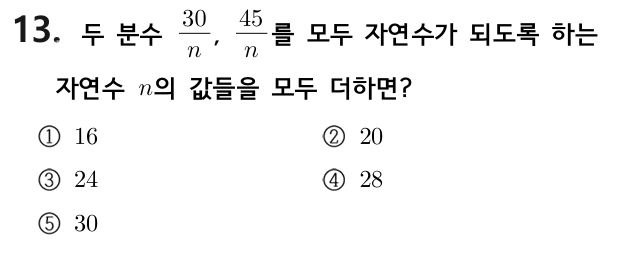 13. 두 분수 30/n, 45/n 를 모두 자연수가 되도록 하는
자연수 n의 값들을 모두 더하면?
① 16 ② 20
③ 24 ④ 28
⑤ 30